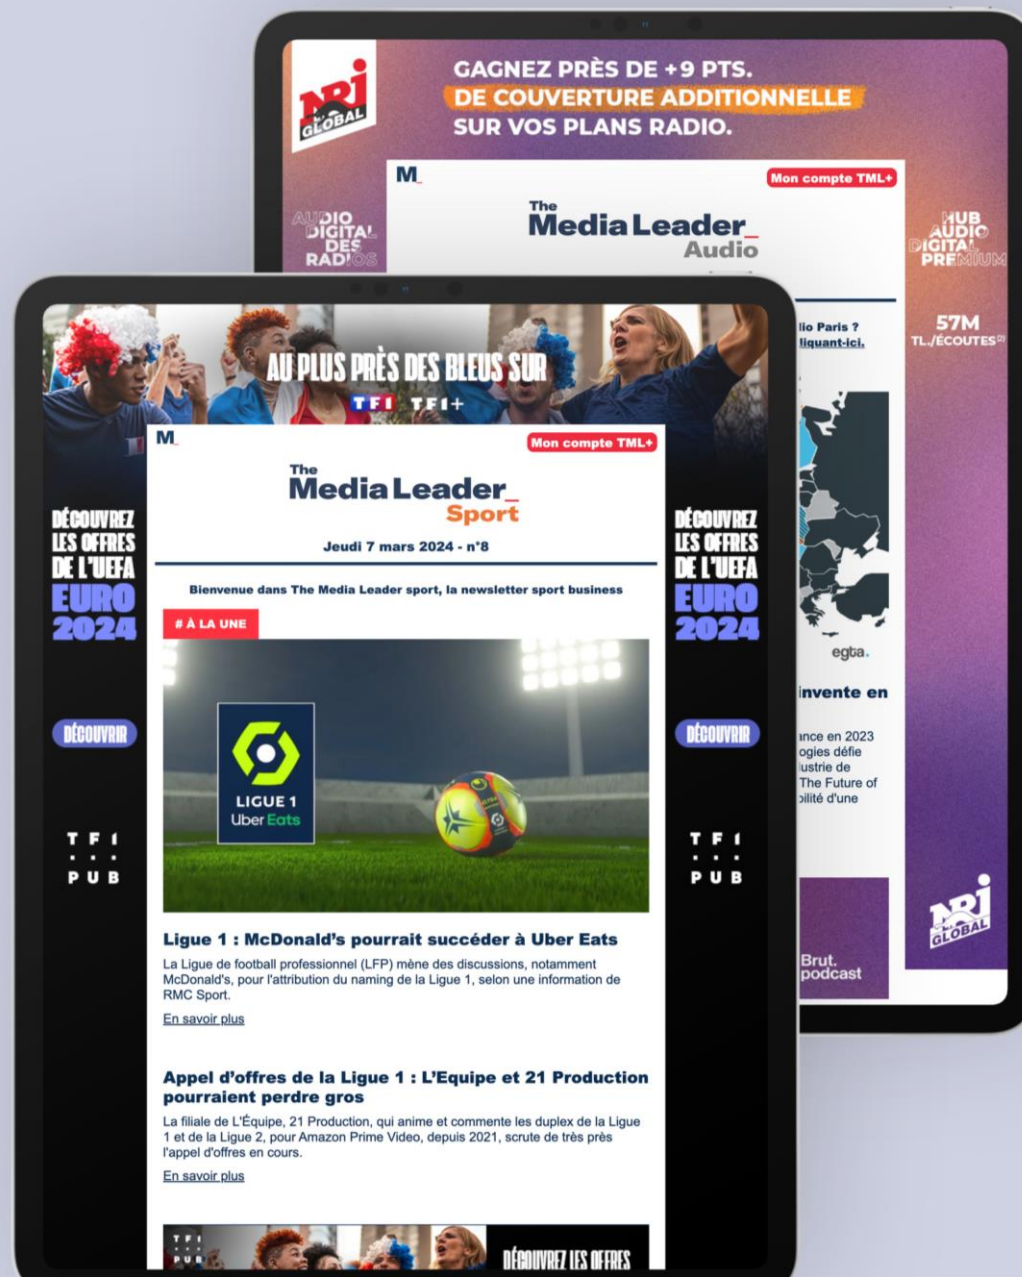 NRJ
GLOBAL
GAGNEZ PRÈS DE +9 PTS.
DE COUVERTURE ADDITIONNELLE
SUR VOS PLANS RADIO.
M_
Mon compte TML+
The
Media Leader_
Audio
AUDIO
DIGITAL
DES
RADIOS
HUB
AUDIO
DIGITAL
PREMIUM
57M
TL./ÉCOUTES(2)
lio Paris ?
liquant-ici.
egta.
invente en
ance en 2023
ogies défie
ustrie de
The Future of
bilité d'une
Brut.
podcast
NRJ
GLOBAL
AU PLUS PRÈS DES BLEUS SUR
TF1 TF1+
M_
Mon compte TML+
The
Media Leader_
Sport
Jeudi 7 mars 2024 - n°8
Bienvenue dans The Media Leader sport, la newsletter sport business
# À LA UNE
DÉCOUVREZ
LES OFFRES
DE L'UEFA
EURO
2024
DÉCOUVRIR
TF1
PUB
DÉCOUVREZ
LES OFFRES
DE L'UEFA
EURO
2024
DÉCOUVRIR
TF1
PUB
LIGUE 1
Uber Eats
Ligue 1 : McDonald's pourrait succéder à Uber Eats
La Ligue de football professionnel (LFP) mène des discussions, notamment
McDonald's, pour l'attribution du naming de la Ligue 1, selon une information de
RMC Sport.
En savoir plus
Appel d'offres de la Ligue 1 : L'Equipe et 21 Production
pourraient perdre gros
La filiale de L'Équipe, 21 Production, qui anime et commente les duplex de la Ligue
1 et de la Ligue 2, pour Amazon Prime Video, depuis 2021, scrute de très près
l'appel d'offres en cours.
En savoir plus
TF1
PUB
DÉCOUVREZ LES OFFRES